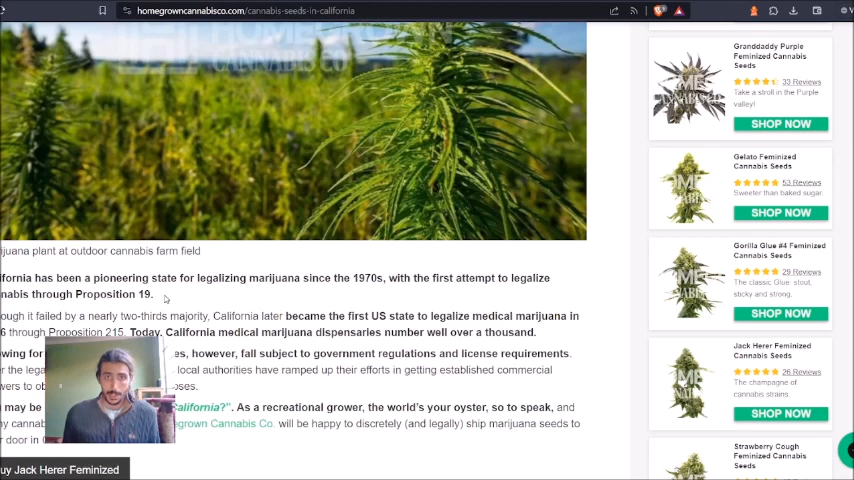 homegrowncannabisco.com/cannabis-seeds-in-california
CANNABISCO
ijuana plant at outdoor cannabis farm field
ifornia has been a pioneering state for legalizing marijuana since the 1970s, with the first attempt to legalize
nnabis through Proposition 19.
ough it failed by a nearly two-thirds majority, California later became the first US state to legalize medical marijuana in
6 through Proposition 215. Today, California medical marijuana dispensaries number well over a thousand.
wing for
es, however, fall subject to government regulations and license requirements.
r the lega
local authorities have ramped up their efforts in getting established commercial
wers to ob
oses.
may be
California?". As a recreational grower, the world's your oyster, so to speak, and
ny cannab
egrown Cannabis Co. will be happy to discretely (and legally) ship marijuana seeds to
r door in C
uy Jack Herer Feminized
Granddaddy Purple
Feminized Cannabis
Seeds
33 Reviews
Take a stroll in the Purple
valley!
SHOP NOW
Gelato Feminized
Cannabis Seeds
53 Reviews
Sweeter than baked sugar.
SHOP NOW
Gorilla Glue #4 Feminized
Cannabis Seeds
29 Reviews
The classic Glue: stout,
sticky and strong.
SHOP NOW
Jack Herer Feminized
Cannabis Seeds
26 Reviews
The champagne of
cannabis strains.
SHOP NOW
Strawberry Cough
Feminized Cannabis
Seeds